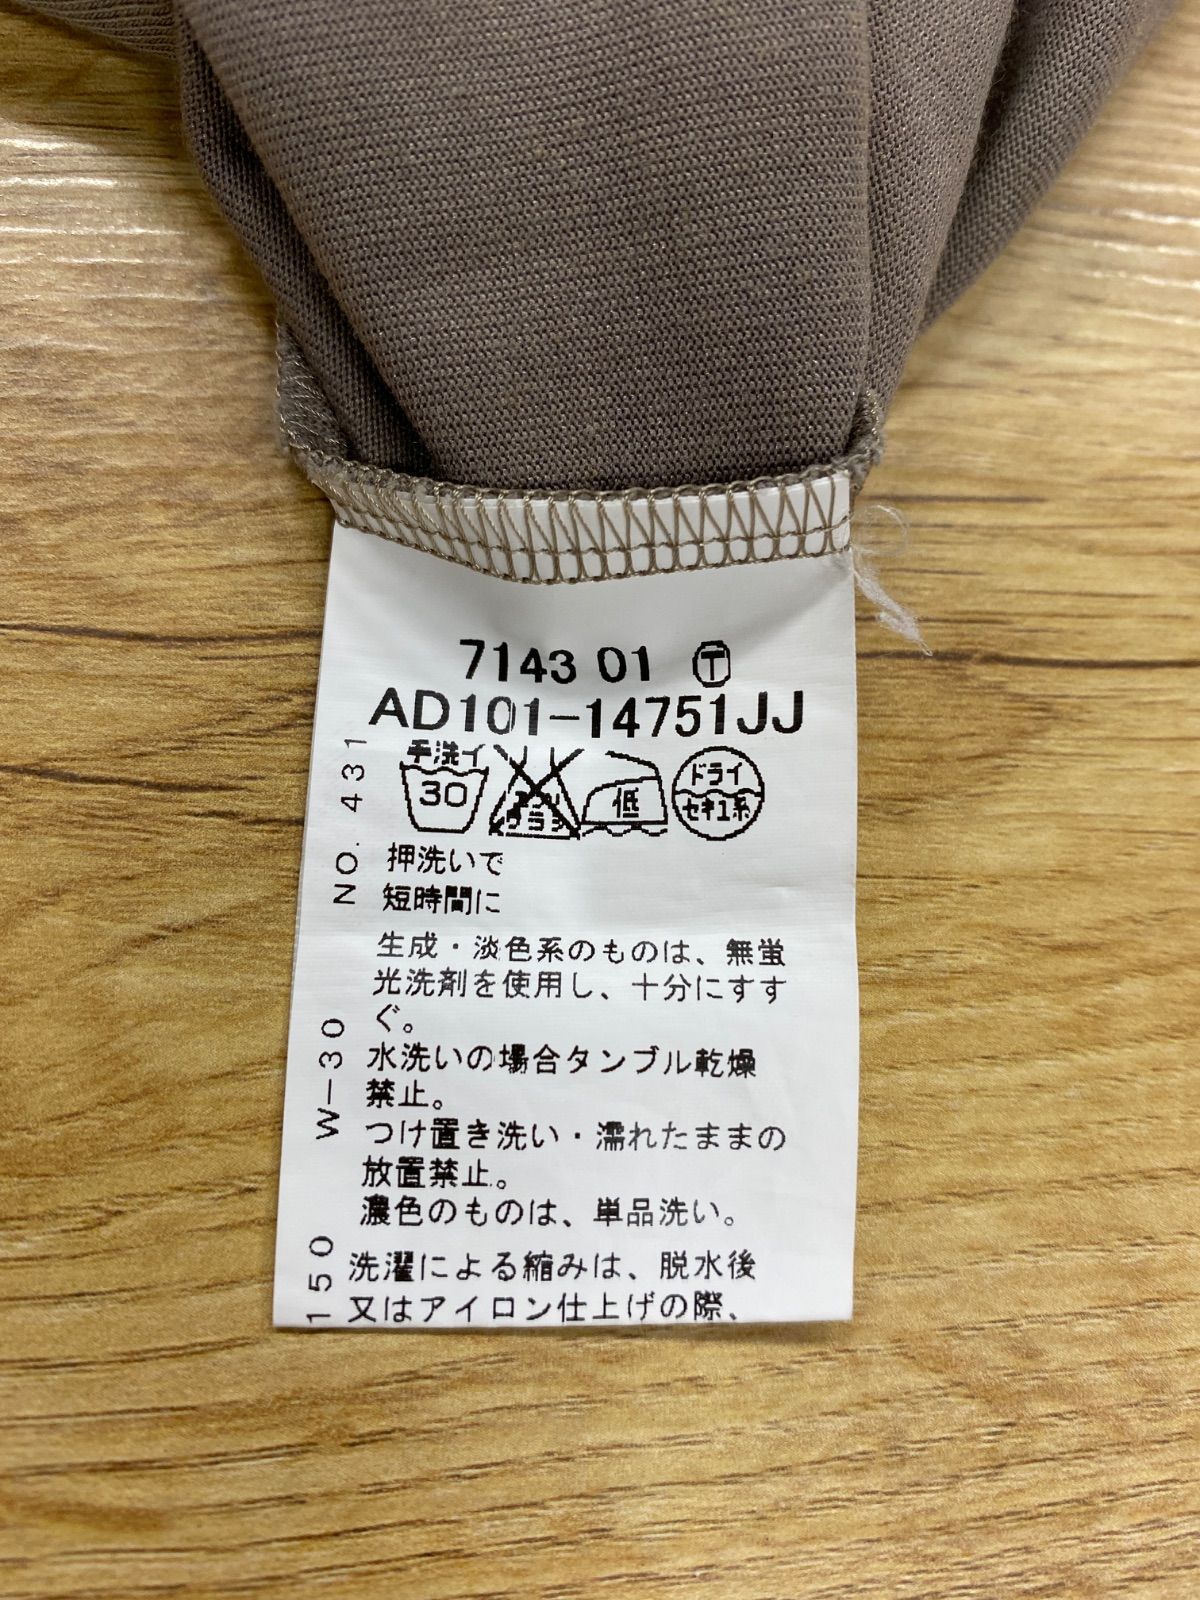 7143 01 Ⓣ
AD101-14751JJ
手洗イ
30
エンソ
サラシ
低
ドライ
セキユ系
押洗いで
短時間に
生成・淡色系のものは、無蛍
光洗剤を使用し、十分にすす
ぐ。
水洗いの場合タンブル乾燥
禁止。
つけ置き洗い・濡れたままの
放置禁止。
濃色のものは、単品洗い。
洗濯による縮みは、脱水後
又はアイロン仕上げの際、
150 W-30 NO. 431